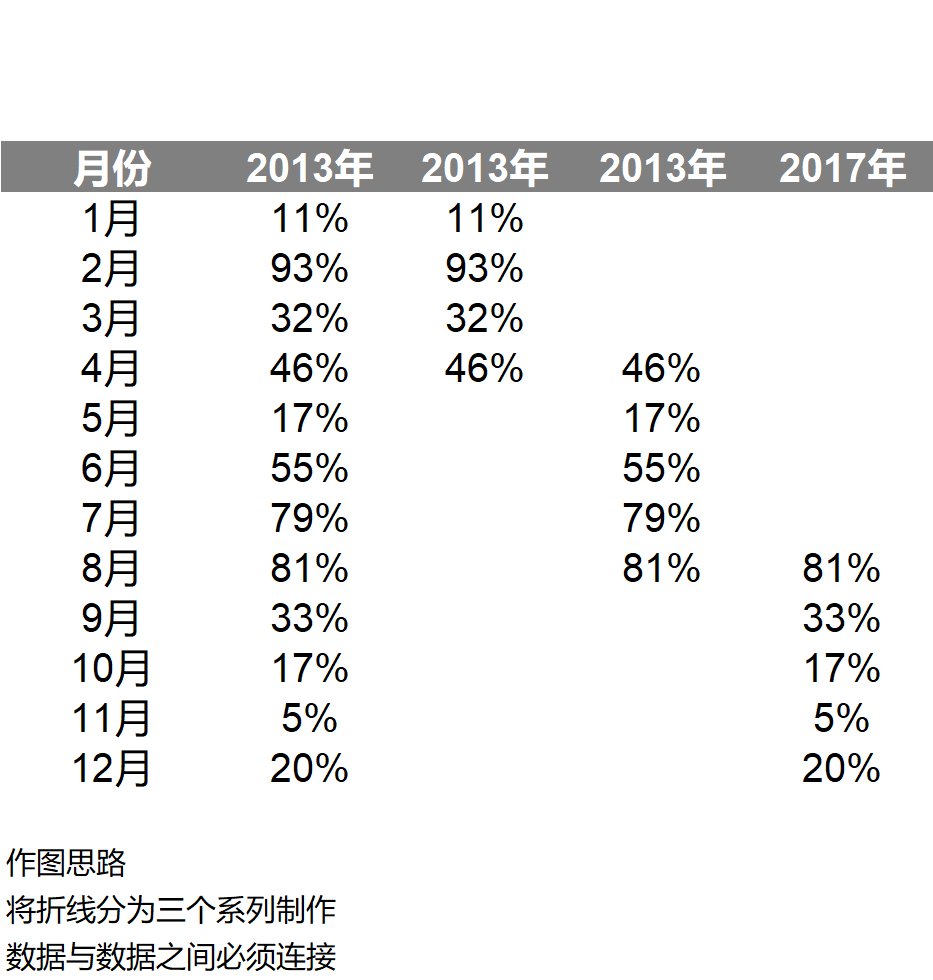 月份 2013年 2013年 2013年 2017年
1月 11% 11%
2月 93% 93%
3月 32% 32%
4月 46% 46% 46%
5月 17% 17%
6月 55% 55%
7月 79% 79%
8月 81% 81% 81%
9月 33% 33%
10月 17% 17%
11月 5% 5%
12月 20% 20%
作图思路
将折线分为三个系列制作
数据与数据之间必须连接